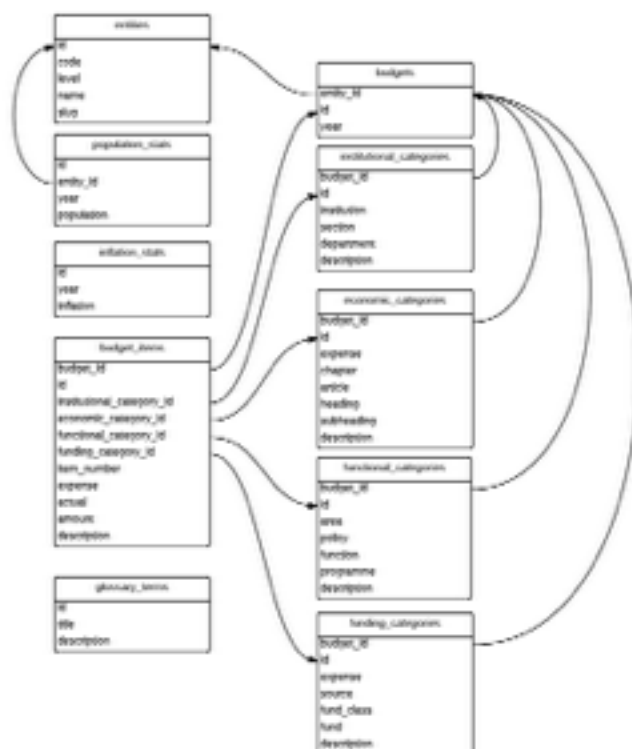 entities
id
code
level
name
slug
population_stats
id
entity_id
year
population
inflation_stats
id
year
inflation
budget_items
budget_id
id
institutional_category_id
economic_category_id
functional_category_id
funding_category_id
item_number
expense
actual
amount
description
glossary_terms
id
title
description
budgets
entity_id
id
year
institutional_categories
budget_id
id
institution
section
department
description
economic_categories
budget_id
id
expense
chapter
article
heading
subheading
description
functional_categories
budget_id
id
area
policy
function
programme
description
funding_categories
budget_id
id
expense
source
fund_class
fund
description